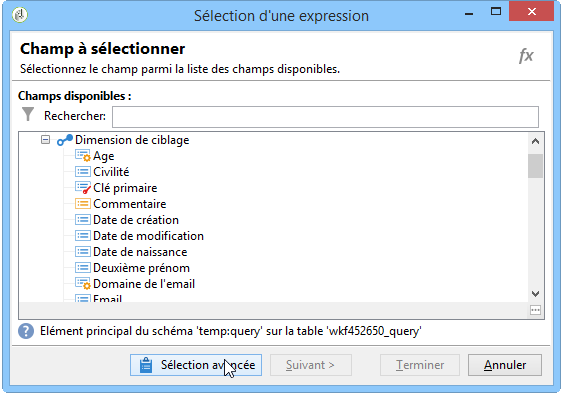 Sélection d'une expression
Champ à sélectionner
Sélectionnez le champ parmi la liste des champs disponibles.
fx
Champs disponibles :
Rechercher:
Dimension de ciblage
Age
Civilité
Clé primaire
Commentaire
Date de création
Date de modification
Date de naissance
Deuxième prénom
Domaine de l'email
Email
Elément principal du schéma 'temp:query' sur la table 'wkf452650_query'
Sélection avancée
Suivant >
Terminer
Annuler